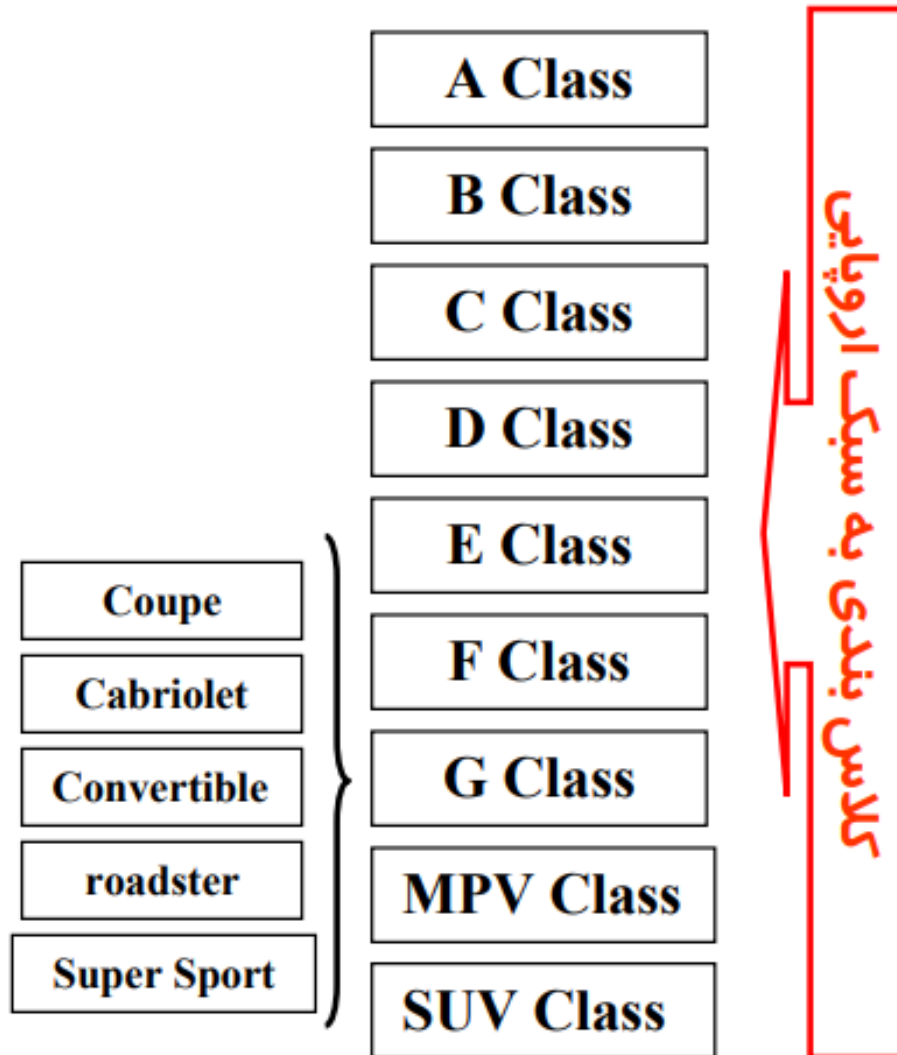 A Class
B Class
C Class
D Class
E Class
F Class
G Class
MPV Class
SUV Class
Coupe
Cabriolet
Convertible
roadster
Super Sport
کلاس بندی به سبک اروپایی